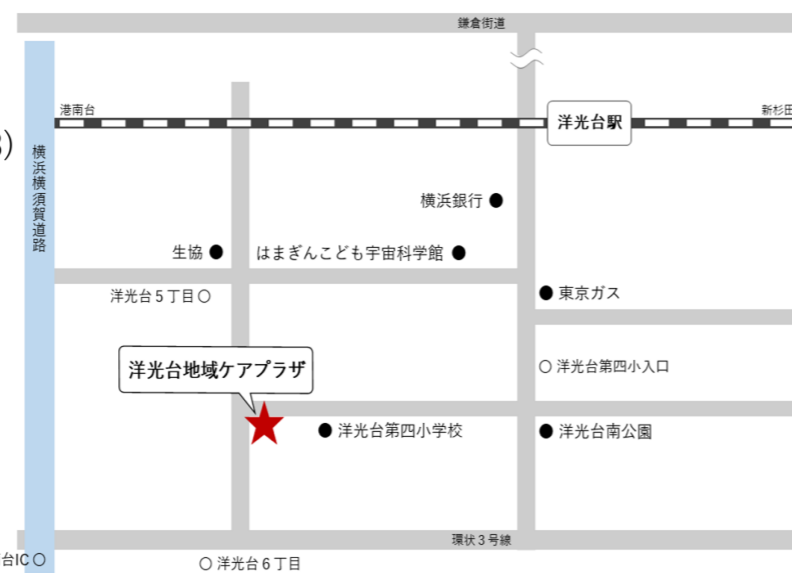 鎌倉街道
港南台
新杉田
洋光台駅
横浜横須賀道路
横浜銀行
生協
はまぎんこども宇宙科学館
洋光台５丁目
東京ガス
洋光台地域ケアプラザ
洋光台第四小入口
洋光台第四小学校
洋光台南公園
環状３号線
台IC
洋光台６丁目